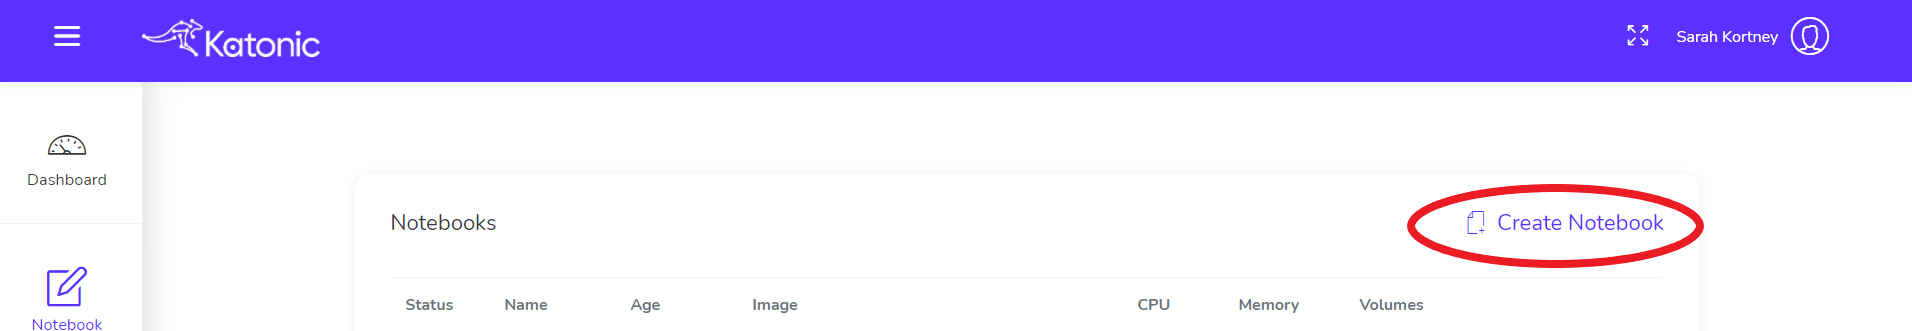 Katonic
Sarah Kortney
Dashboard
Notebooks
Create Notebook
Status Name Age Image CPU Memory Volumes
Notebook